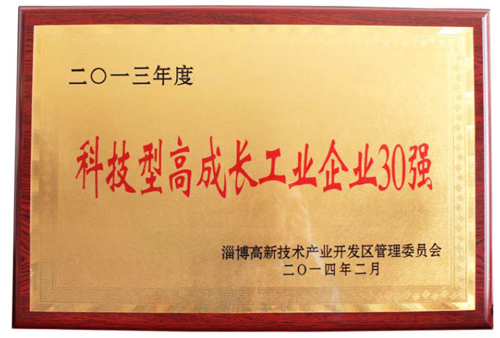 二〇一三年度
科技型高成长工业企业30强
淄博高新技术产业开发区管理委员会
二〇一四年二月